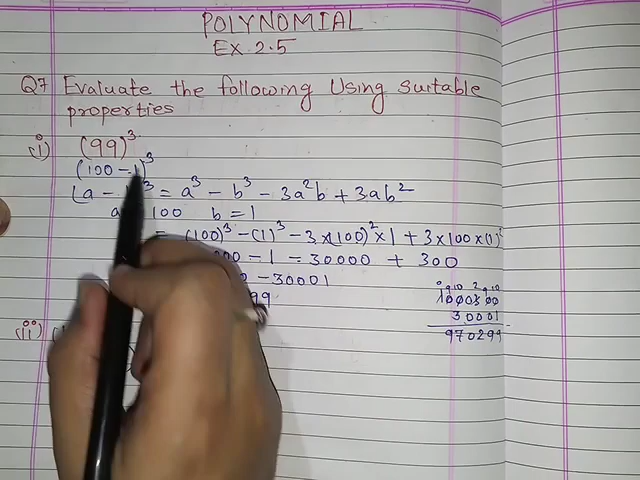 POLYNOMIAL
EX 2.5
Q7 Evaluate the following Using suitable
properties
(i) (99)³
(100-1)³
(a - ³ = a³ - b³ - 3a²b + 3ab²
a 100 b = 1
= (100)³ - (1)³ - 3×(100)²×1 + 3×100×(1)²
000 - 1 - 30000 + 300
0 - 30001
99
1000300
30001
970299
(ii) (